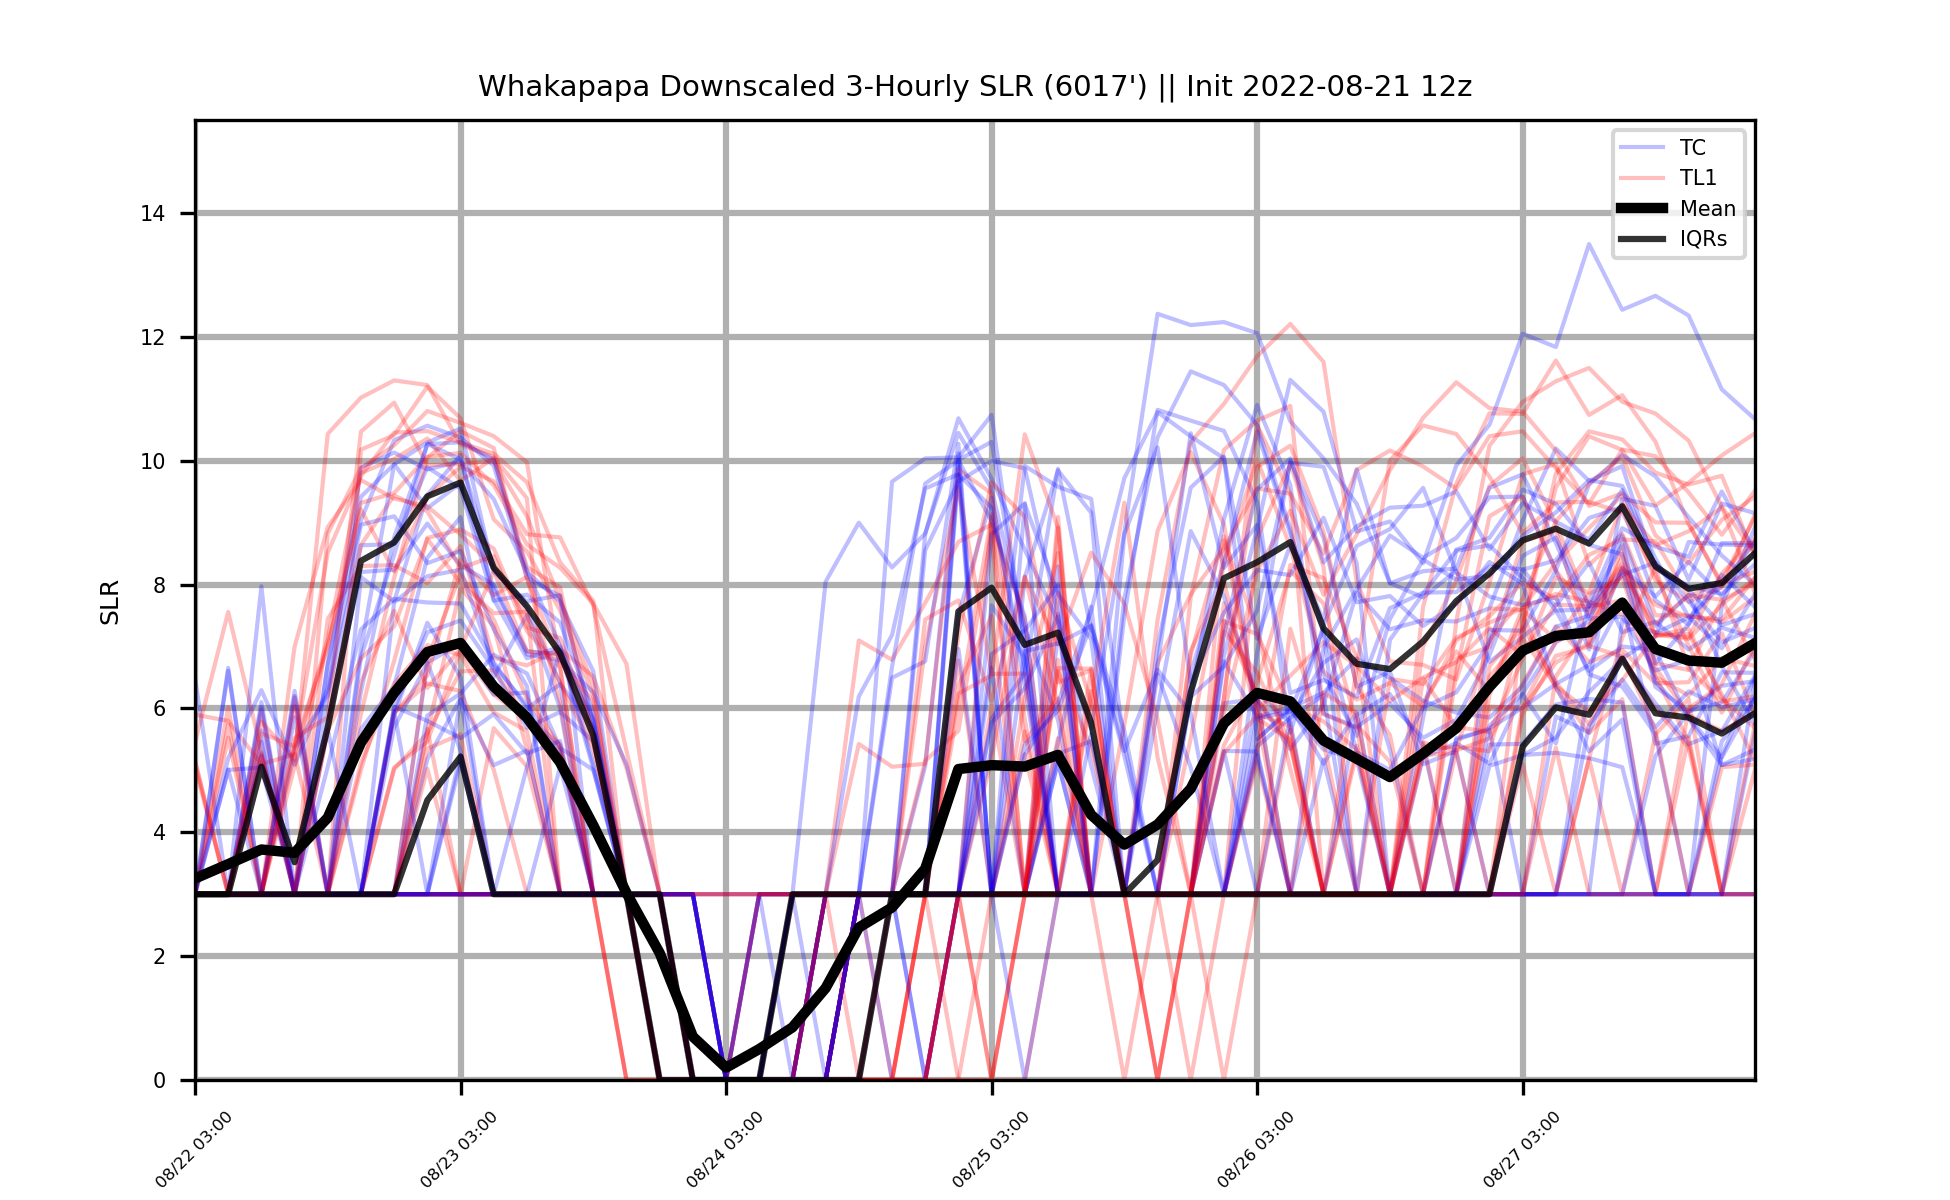 Whakapapa Downscaled 3-Hourly SLR (6017') || Init 2022-08-21 12z
TC
TL1
Mean
IQRs
14
12
10
8
6
4
2
0
SLR
08/22 03:00
08/23 03:00
08/24 03:00
08/25 03:00
08/26 03:00
08/27 03:00